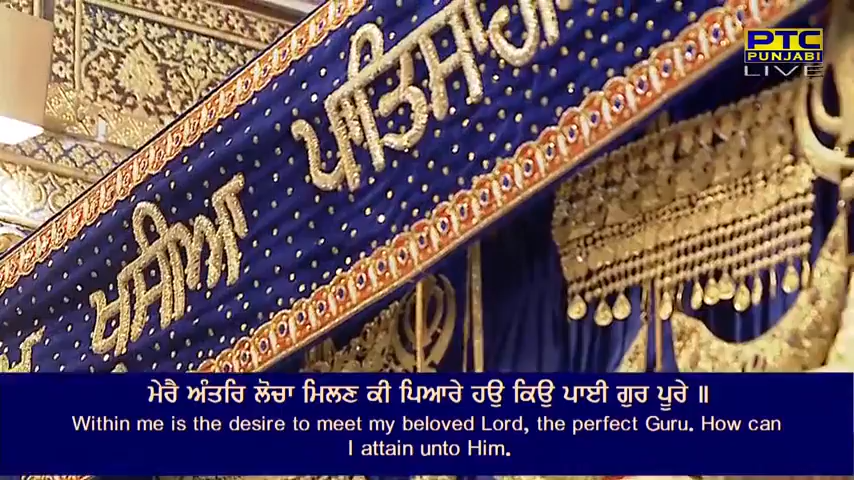 ਪਾਤਿਸਾਹਿ
ਖਸਿਆ
PTC
PUNJABI
LIVE
ਮੇਰੈ ਅੰਤਰਿ ਲੋਚਾ ਮਿਲਣ ਕੀ ਪਿਆਰੇ ਹਉ ਕਿਉ ਪਾਈ ਗੁਰ ਪੂਰੇ ॥
Within me is the desire to meet my beloved Lord, the perfect Guru. How can
I attain unto Him.